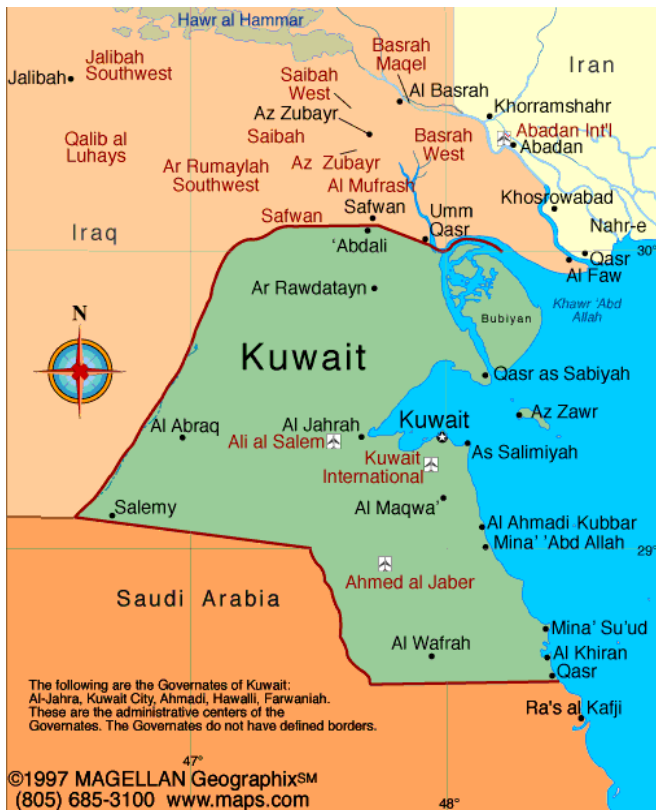 Hawr al Hammar
Jalibah
Southwest
Jalibah
Basrah
Maqel
Iran
Saibah
West
Al Basrah
Khorramshahr
Az Zubayr
Abadan Int'l
Abadan
Qalib al
Luhays
Saibah
Basrah
West
Ar Rumaylah
Southwest
Az Zubayr
Al Mufrash
Khosrowabad
Safwan
Safwan
Umm
Qasr
Nahr-e
Qasr
Iraq
'Abdali
30°
Al Faw
Ar Rawdatayn
Khawr 'Abd
Allah
N
Bubiyan
Kuwait
Qasr as Sabiyah
Az Zawr
Al Abraq
Al Jahrah
Kuwait
Ali al Salem
As Salimiyah
Kuwait
International
Al Maqwa'
Salemy
Al Ahmadi Kubbar
Mina' 'Abd Allah
29°
Ahmed al Jaber
Saudi Arabia
Mina' Su'ud
Al Wafrah
Al Khiran
Qasr
The following are the Governates of Kuwait:
Al-Jahra, Kuwait City, Ahmadi, Hawalli, Farwaniah.
These are the administrative centers of the
Governates. The Governates do not have defined borders.
Ra's al Kafji
47°
48°
©1997 MAGELLAN Geographix℠
(805) 685-3100 www.maps.com